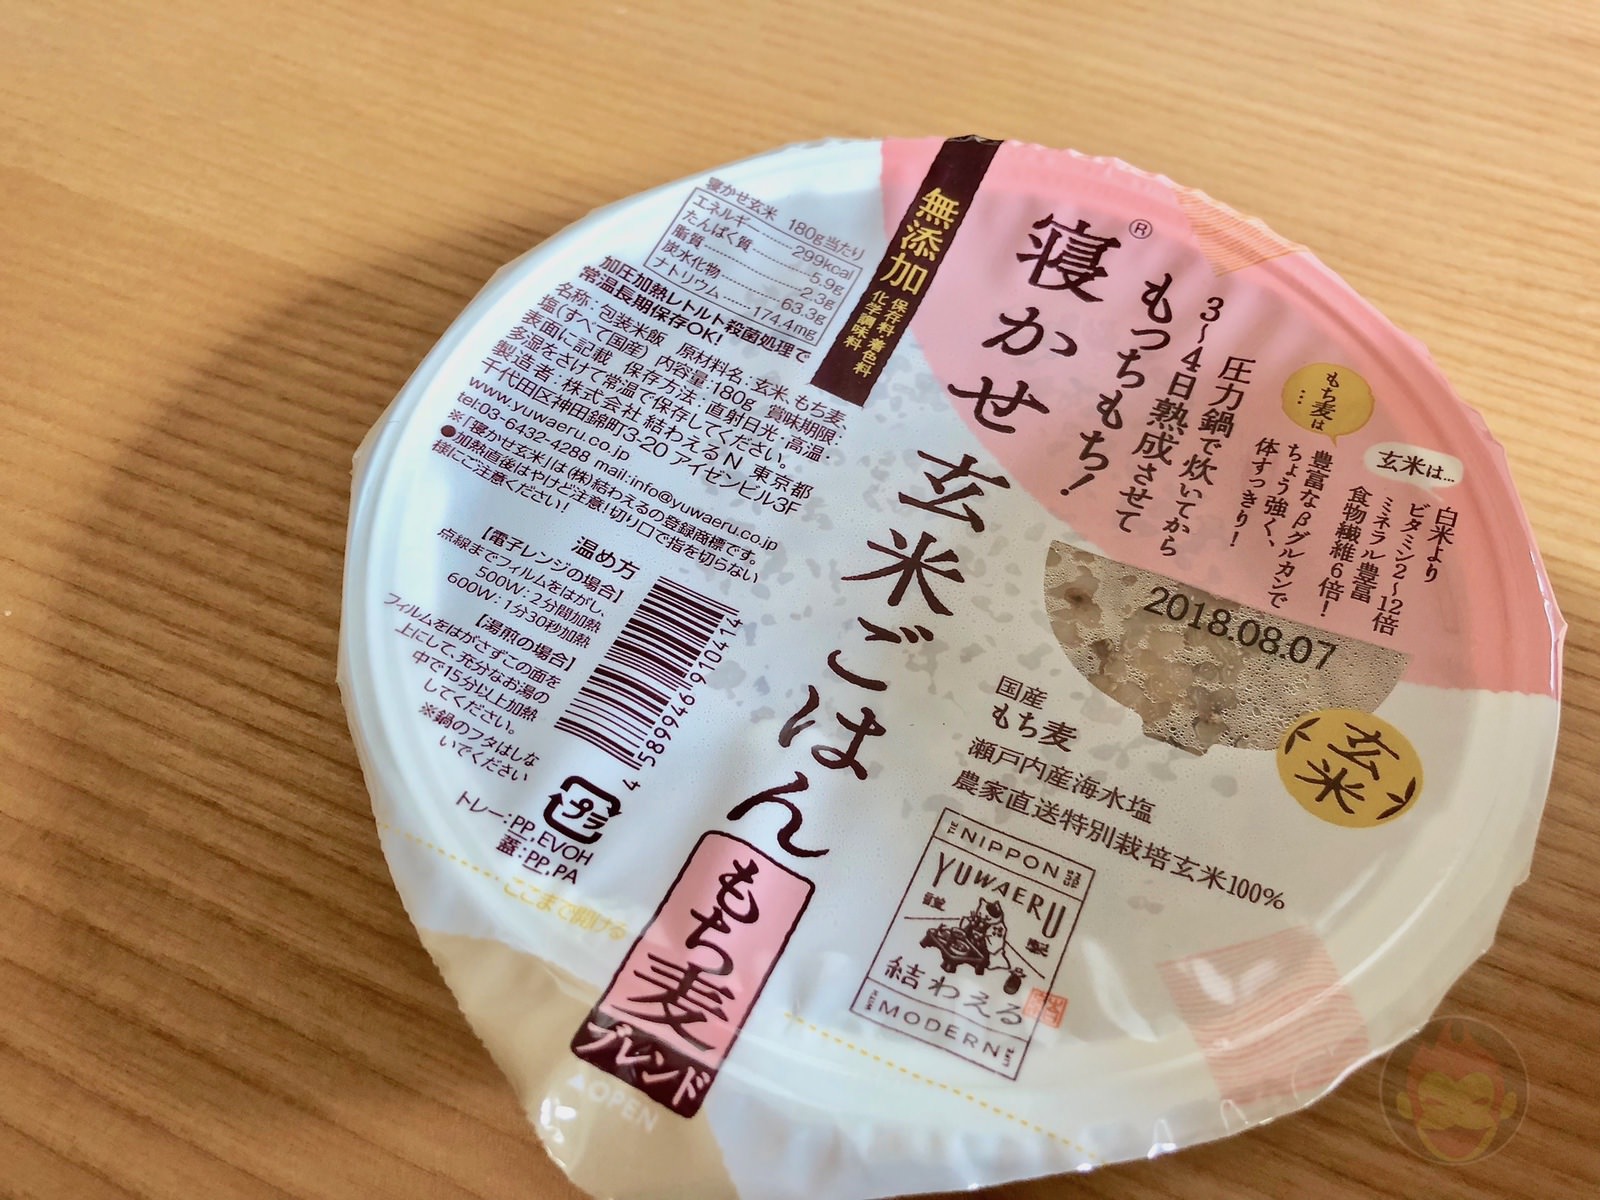 寝かせ®
玄米ごはん
もち麦
ブレンド
無添加
保存料・着色料
化学調味料
圧力鍋で炊いてから
3〜4日熟成させて
もっちもち！
もち麦は…
豊富なβグルカンで
ちょう強く、
体すっきり！
玄米は…
白米より
ビタミン2〜12倍
ミネラル豊富
食物繊維6倍！
2018.08.07
玄米
国産
もち麦
瀬戸内産海水塩
農家直送特別栽培玄米100%
NIPPON
YUWAERU
謹製
結わえる
MODERN
寝かせ玄米 180g当たり
エネルギー 299kcal
たんぱく質 5.9g
脂質 2.3g
炭水化物 63.3g
ナトリウム 174.4mg
加圧加熱レトルト殺菌処理で
常温長期保存OK!
名称：包装米飯 原材料名：玄米、もち麦、
塩(すべて国産) 内容量：180g 賞味期限：
表面に記載 保存方法：直射日光・高温・
多湿をさけて常温で保存してください。
製造者：株式会社 結わえるN 東京都
千代田区神田錦町3-20 アイゼンビル3F
www.yuwaeru.co.jp
tel:03-6432-4288 mail:info@yuwaeru.co.jp
※「寝かせ玄米」は(株)結わえるの登録商標です。
●加熱直後はやけど注意!切り口で指を切らない
様にご注意ください！
温め方
【電子レンジの場合】
点線までフィルムをはがし、
500W：2分間加熱
600W：1分30秒加熱
【湯煎の場合】
フィルムをはがさずこの面を
上にして、充分なお湯の
中で15分以上加熱
してください。
※鍋のフタはしな
いでください
4 589946 910414
プラ
トレー：PP,EVOH
蓋：PP,PA
ここまで開ける
▲OPEN